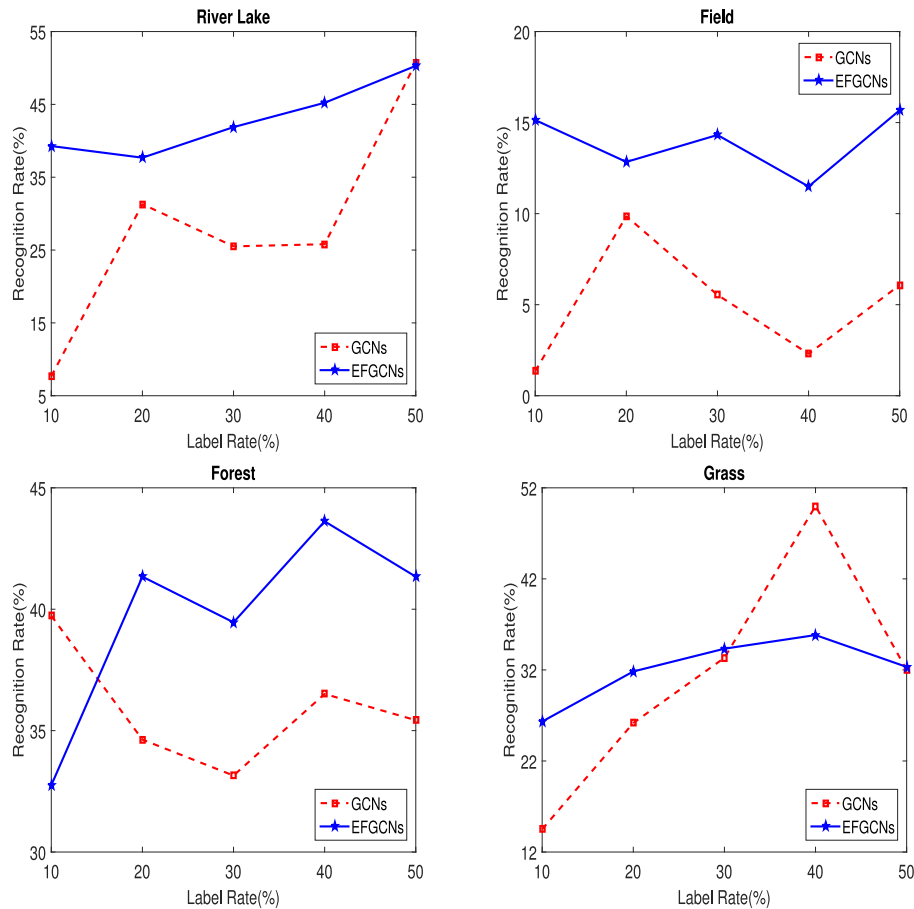 River Lake
Recognition Rate(%)
55
45
35
25
15
5
GCNs
EFGCNs
10 20 30 40 50
Label Rate(%)
Field
Recognition Rate(%)
20
15
10
5
0
GCNs
EFGCNs
10 20 30 40 50
Label Rate(%)
Forest
Recognition Rate(%)
45
40
35
30
GCNs
EFGCNs
10 20 30 40 50
Label Rate(%)
Grass
Recognition Rate(%)
52
42
32
22
12
GCNs
EFGCNs
10 20 30 40 50
Label Rate(%)